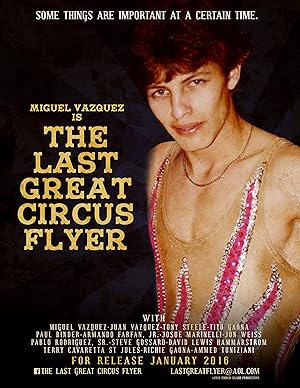 SOME THINGS ARE IMPORTANT AT A CERTAIN TIME.
MIGUEL VAZQUEZ
IS
THE
LAST
GREAT
CIRCUS
FLYER
WITH
MIGUEL VAZQUEZ-JUAN VAZQUEZ-TONY STEELE-TITO GAONA
PAUL BINDER-ARMANDO FARFAN, JR-JOSUE MARINELLI-JON WEISS
PABLO RODRIGUEZ, SR.-STEVE GOSSARD-DAVID LEWIS HAMMARSTROM
TERRY CAVARETTA ST JULES-RICHIE GAONA-AMMED TUNIZIANI
FOR RELEASE JANUARY 2016
THE LAST GREAT CIRCUS FLYER LASTGREATFLYER@AOL.COM